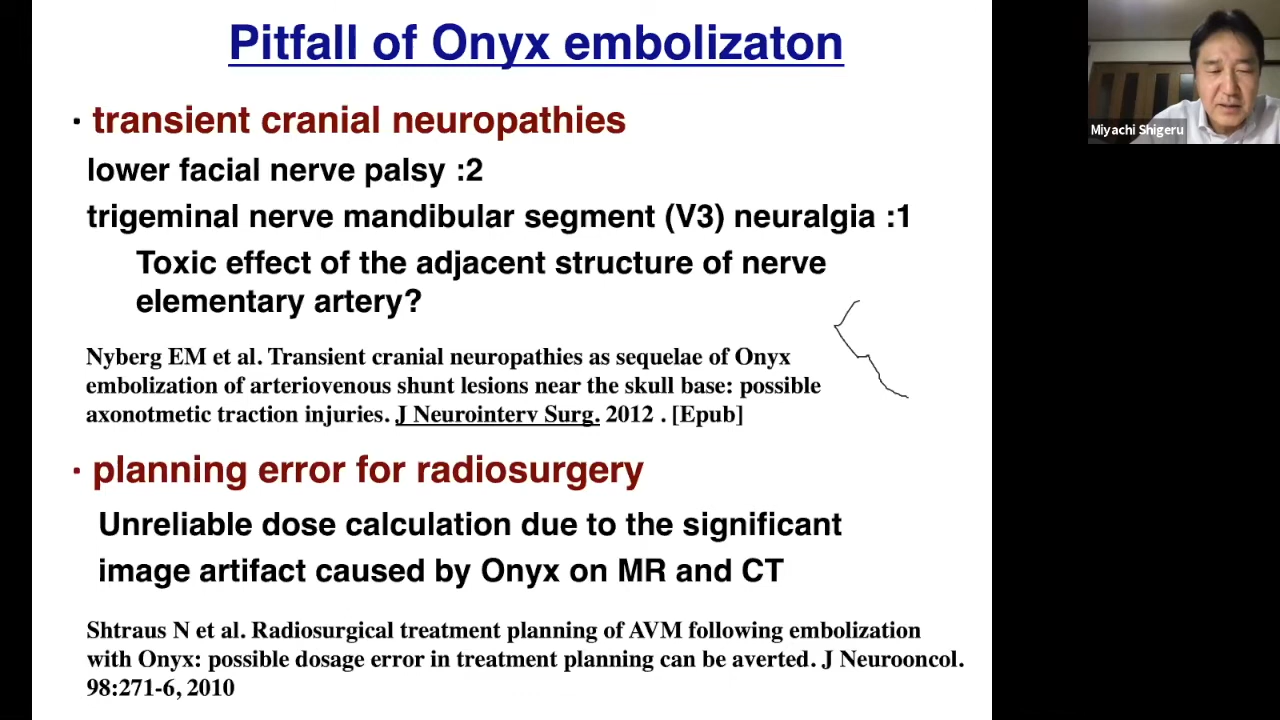 Pitfall of Onyx embolizaton
· transient cranial neuropathies
lower facial nerve palsy :2
trigeminal nerve mandibular segment (V3) neuralgia :1
Toxic effect of the adjacent structure of nerve
elementary artery?
Nyberg EM et al. Transient cranial neuropathies as sequelae of Onyx
embolization of arteriovenous shunt lesions near the skull base: possible
axonotmetic traction injuries. J Neurointerv Surg. 2012 . [Epub]
· planning error for radiosurgery
Unreliable dose calculation due to the significant
image artifact caused by Onyx on MR and CT
Shtraus N et al. Radiosurgical treatment planning of AVM following embolization
with Onyx: possible dosage error in treatment planning can be averted. J Neurooncol.
98:271-6, 2010
Miyachi Shigeru